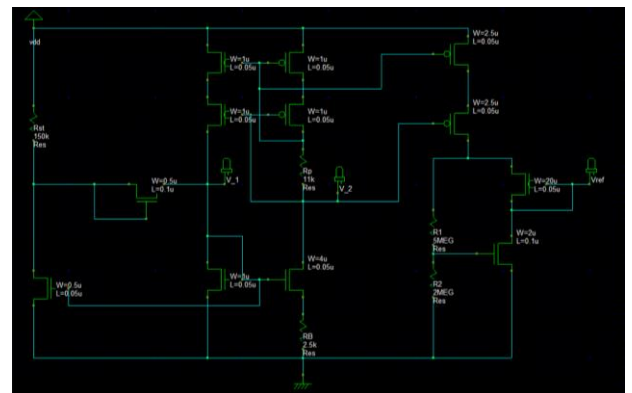 vdd
W=2.5u
L=0.05u
W=1u
L=0.05u
W=1u
L=0.05u
W=1u
L=0.05u
W=1u
L=0.05u
W=2.5u
L=0.05u
Rst
150k
Res
Rp
11k
Res
W=0.5u
L=0.1u
V_1
V_2
W=20u
L=0.05u
Vref
R1
5MEG
Res
W=2u
L=0.1u
W=4u
L=0.05u
W=0.5u
L=0.05u
L=0.05u
R2
2MEG
Res
RB
2.5k
Res